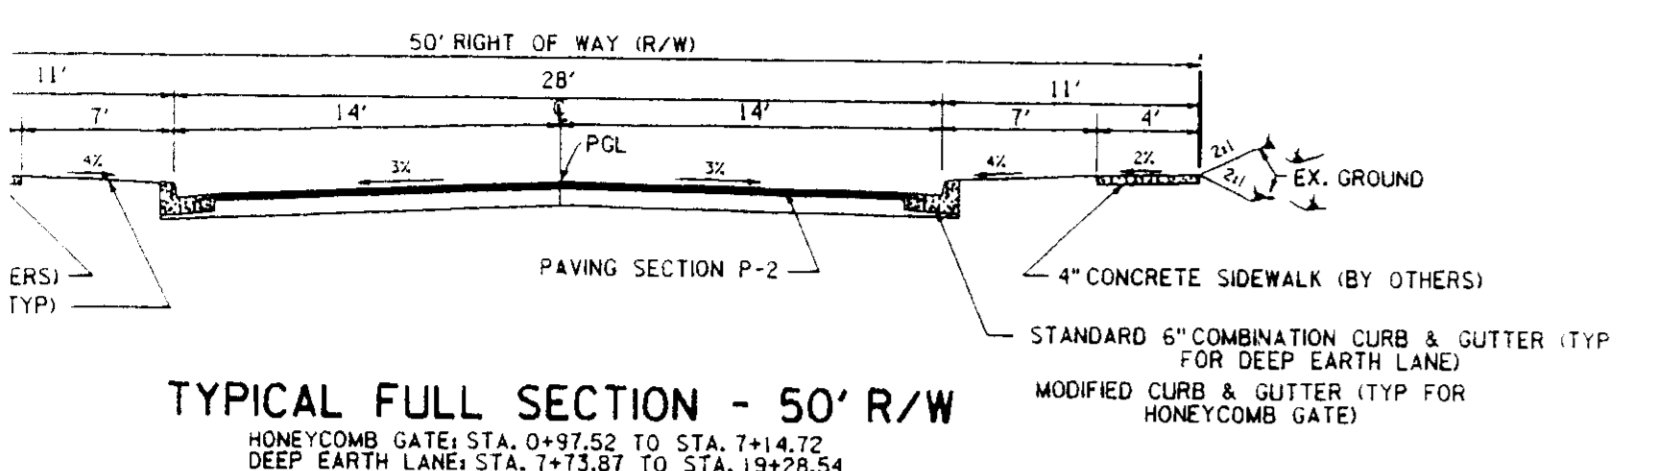 50' RIGHT OF WAY (R/W)
11'
28'
11'
7'
14'
14'
7'
4'
PGL
4%
3%
3%
4%
2%
2:1
2:1
EX. GROUND
ERS)
TYP)
PAVING SECTION P-2
4" CONCRETE SIDEWALK (BY OTHERS)
STANDARD 6" COMBINATION CURB & GUTTER (TYP
FOR DEEP EARTH LANE)
MODIFIED CURB & GUTTER (TYP FOR
HONEYCOMB GATE)
TYPICAL FULL SECTION - 50' R/W
HONEYCOMB GATE: STA. 0+97.52 TO STA. 7+14.72
DEEP EARTH LANE: STA. 7+73.87 TO STA. 19+28.54